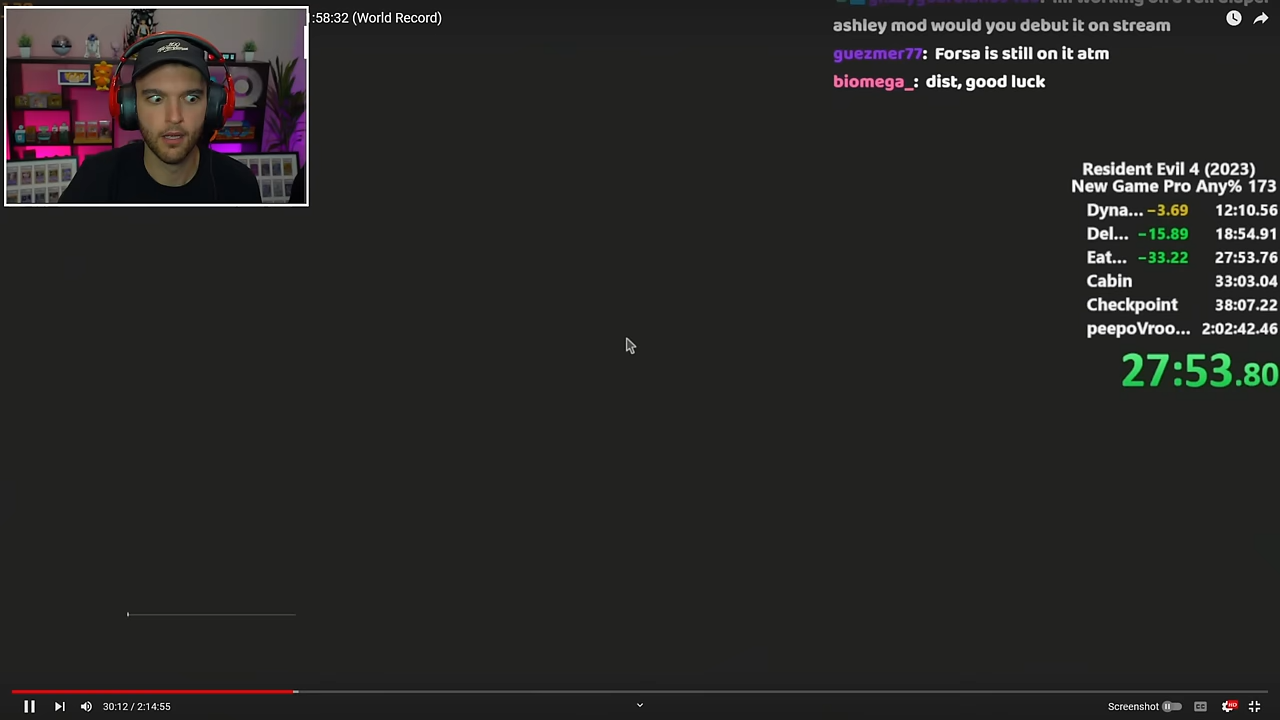 1:58:32 (World Record)
ashley mod would you debut it on stream
guezmer77: Forsa is still on it atm
biomega_: dist, good luck
Resident Evil 4 (2023)
New Game Pro Any% 173
Dyna... −3.69 12:10.56
Del... −15.89 18:54.91
Eat... −33.22 27:53.76
Cabin 33:03.04
Checkpoint 38:07.22
peepoVroo... 2:02:42.46
27:53.80
30:12 / 2:14:55
Screenshot
HD